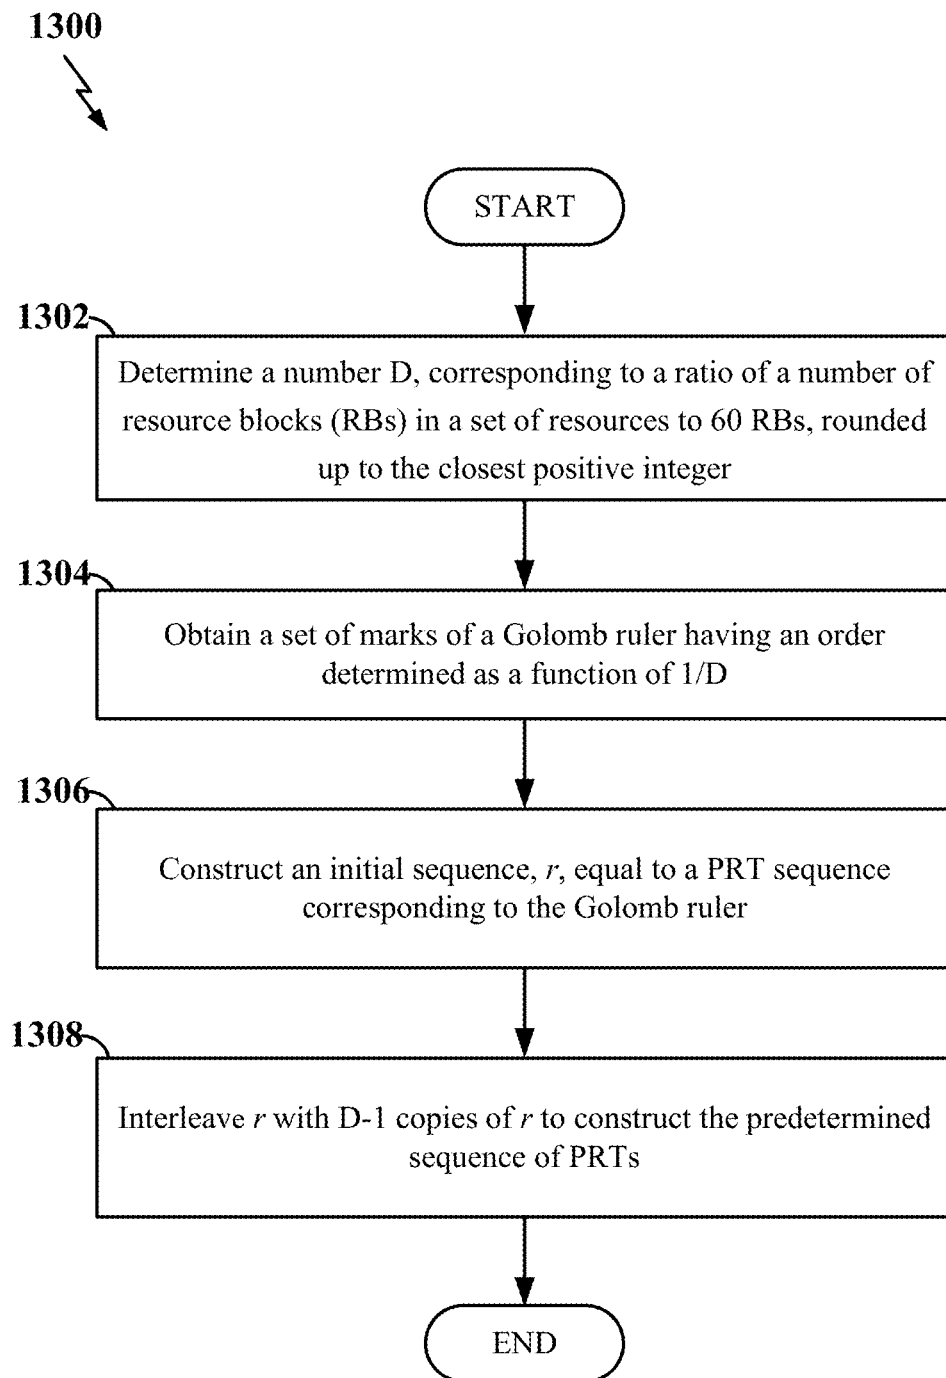 1300
START
1302
Determine a number D, corresponding to a ratio of a number of
resource blocks (RBs) in a set of resources to 60 RBs, rounded
up to the closest positive integer
1304
Obtain a set of marks of a Golomb ruler having an order
determined as a function of 1/D
1306
Construct an initial sequence, r, equal to a PRT sequence
corresponding to the Golomb ruler
1308
Interleave r with D-1 copies of r to construct the predetermined
sequence of PRTs
END